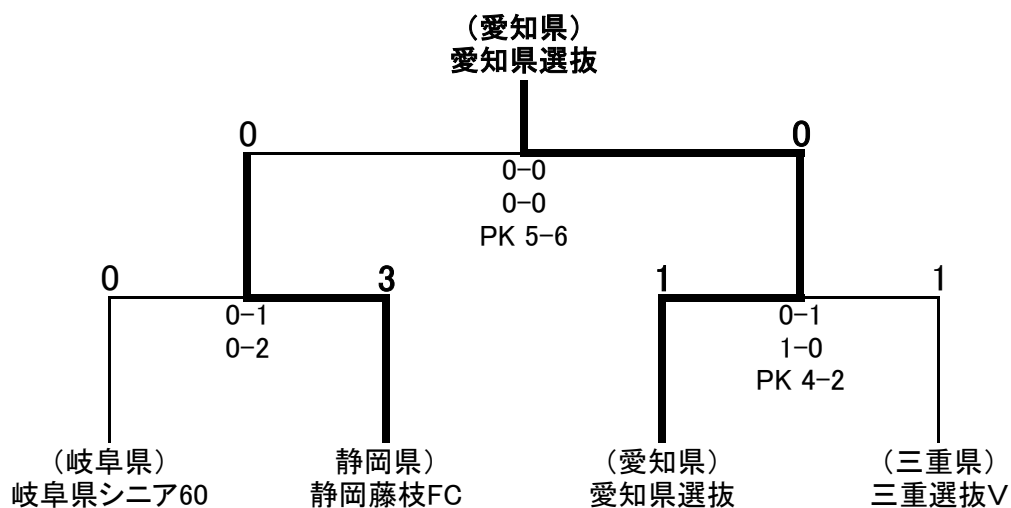 （愛知県）
愛知県選抜
0
0
0-0
0-0
PK 5-6
0
3
1
1
0-1
0-2
0-1
1-0
PK 4-2
（岐阜県）
岐阜県シニア60
静岡県）
静岡藤枝FC
（愛知県）
愛知県選抜
（三重県）
三重選抜V